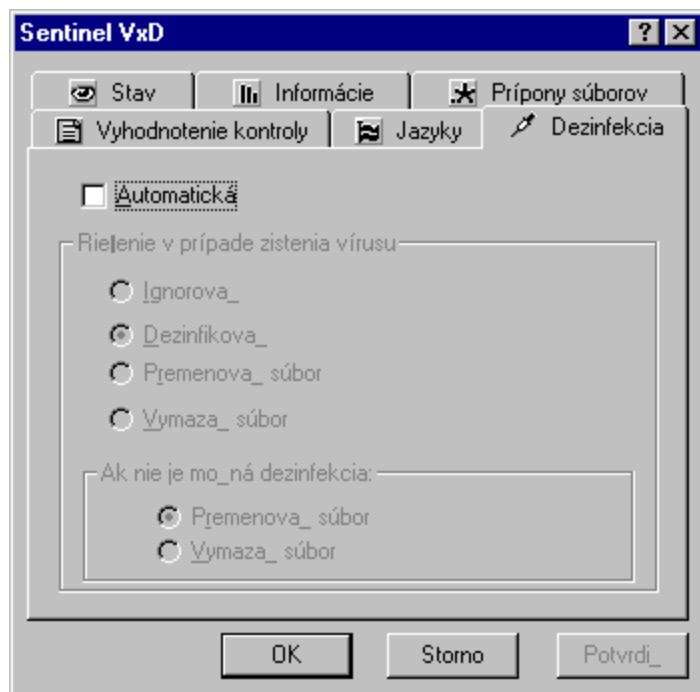 Sentinel VxD
Stav
Informácie
Prípony súborov
Vyhodnotenie kontroly
Jazyky
Dezinfekcia
Automatická
Rieļenie v prípade zistenia vírusu
Ignorova_
Dezinfikova_
Premenova_ súbor
Vymaza_ súbor
Ak nie je mo_ná dezinfekcia:
Premenova_ súbor
Vymaza_ súbor
OK
Storno
Potvrdi_